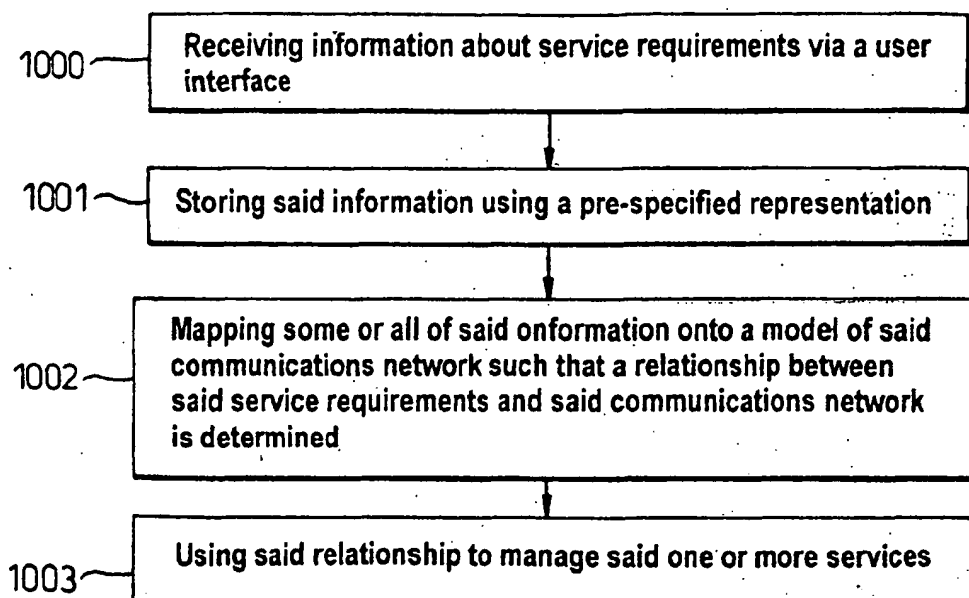 1000
Receiving information about service requirements via a user
interface
1001
Storing said information using a pre-specified representation
1002
Mapping some or all of said onformation onto a model of said
communications network such that a relationship between
said service requirements and said communications network
is determined
1003
Using said relationship to manage said one or more services